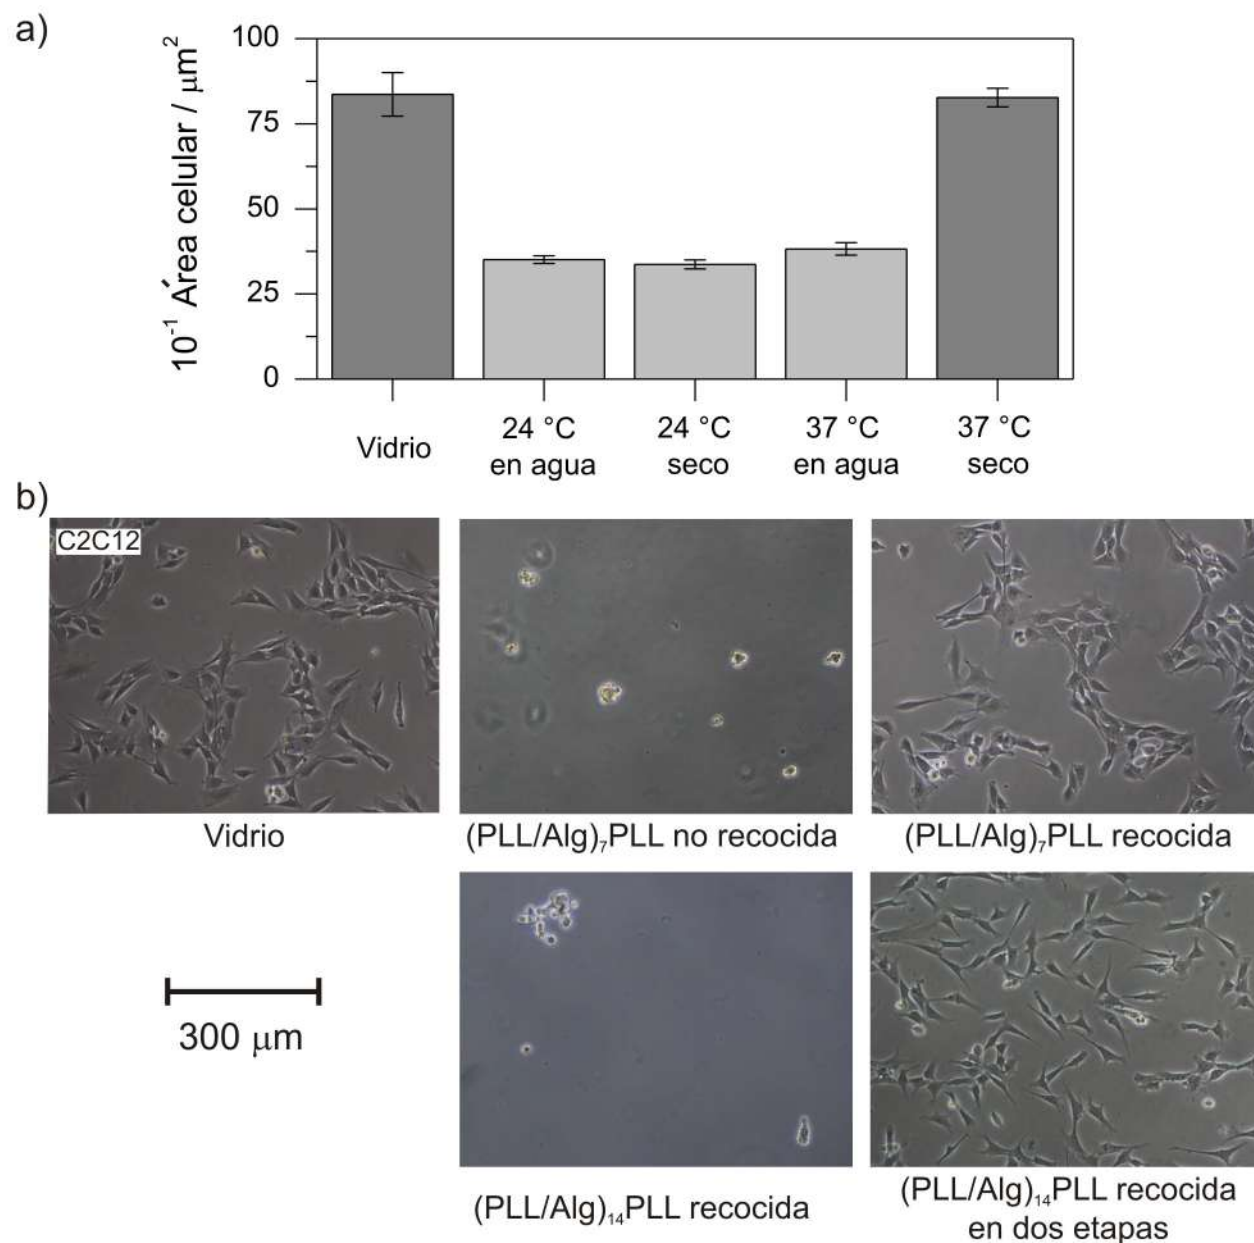 a)
10⁻¹ Área celular / μm²
100
75
50
25
0
Vidrio
24 °C
en agua
24 °C
seco
37 °C
en agua
37 °C
seco
b)
C2C12
Vidrio
(PLL/Alg)₇PLL no recocida
(PLL/Alg)₇PLL recocida
300 μm
(PLL/Alg)₁₄PLL recocida
(PLL/Alg)₁₄PLL recocida
en dos etapas